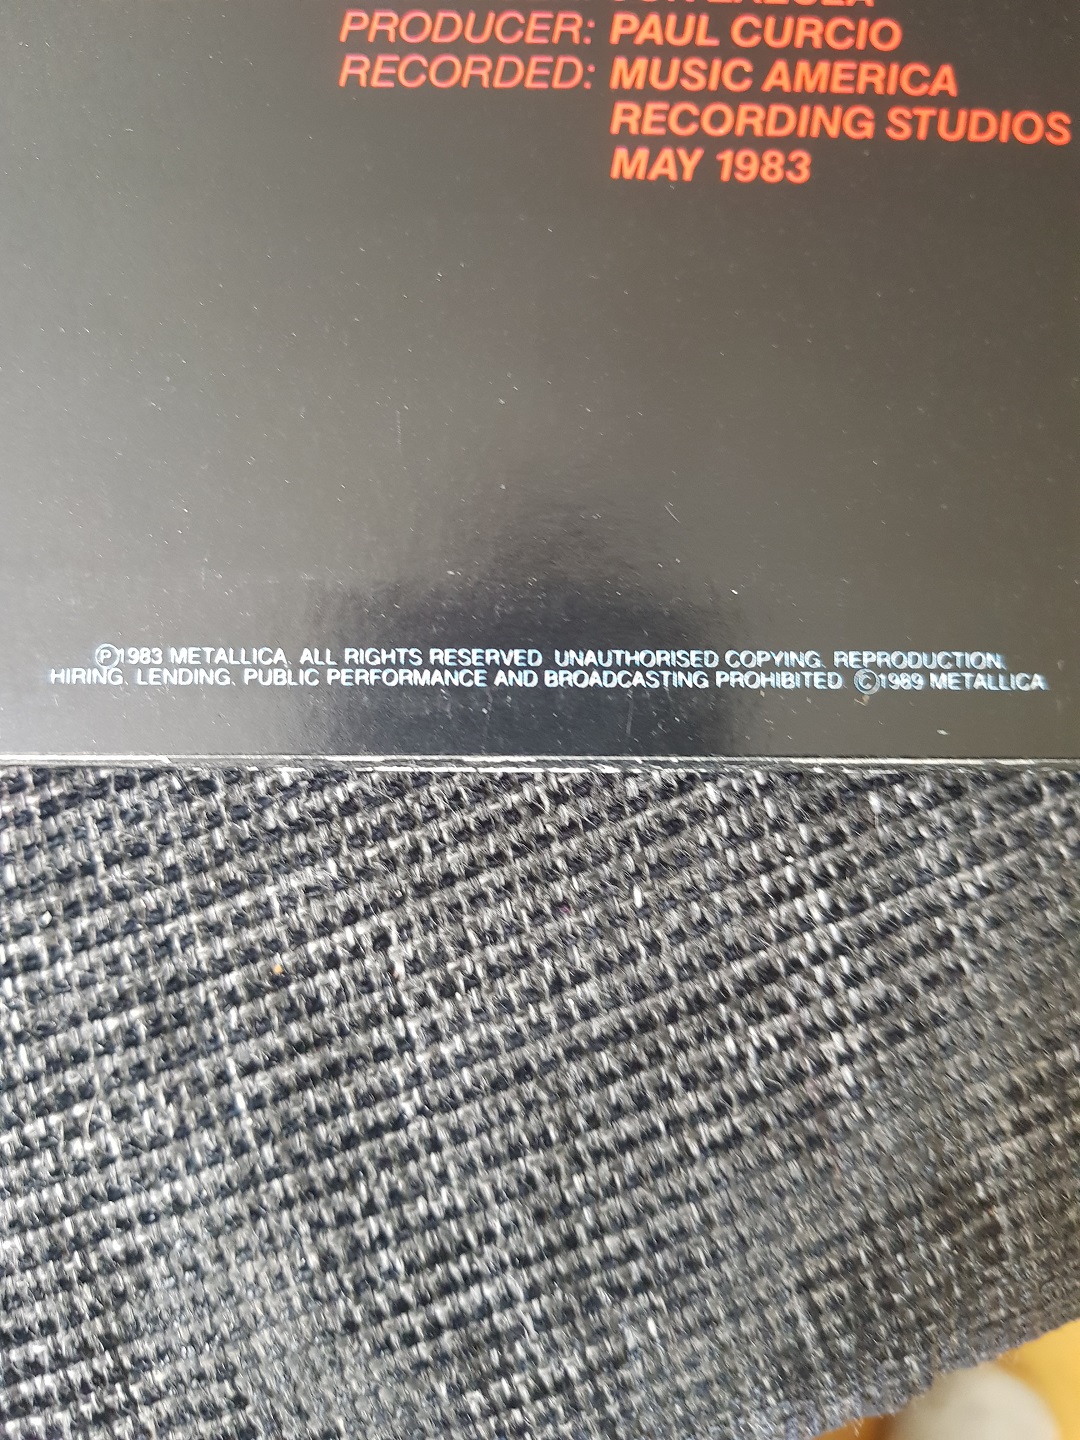 PRODUCER: PAUL CURCIO
RECORDED: MUSIC AMERICA
RECORDING STUDIOS
MAY 1983
Ⓟ1983 METALLICA. ALL RIGHTS RESERVED. UNAUTHORISED COPYING, REPRODUCTION,
HIRING, LENDING, PUBLIC PERFORMANCE AND BROADCASTING PROHIBITED. ©1989 METALLICA